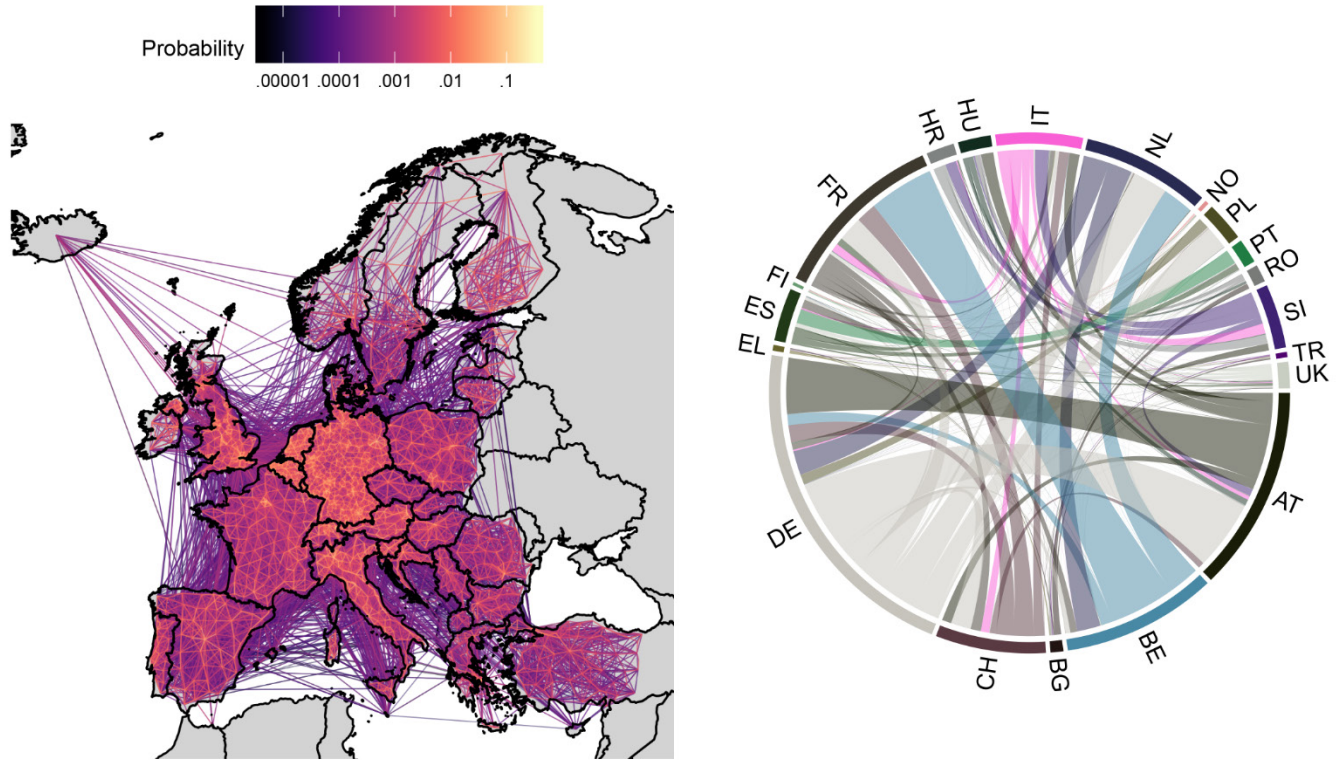 Probability
.00001 .0001 .001 .01 .1
HR
HU
IT
NL
NO
PL
PT
RO
SI
TR
UK
AT
BE
BG
CH
DE
EL
ES
FI
FR